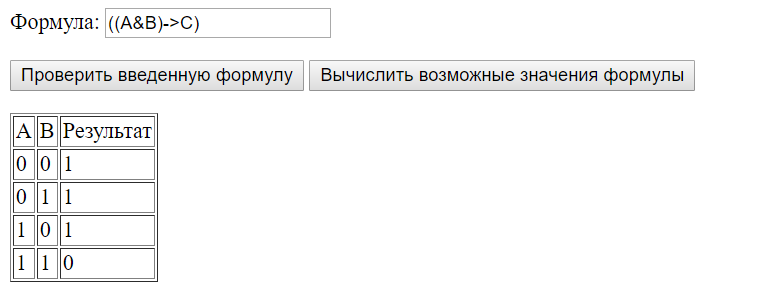 Формула: ((A&B)->C)
Проверить введенную формулу Вычислить возможные значения формулы
A B Результат
0 0 1
0 1 1
1 0 1
1 1 0